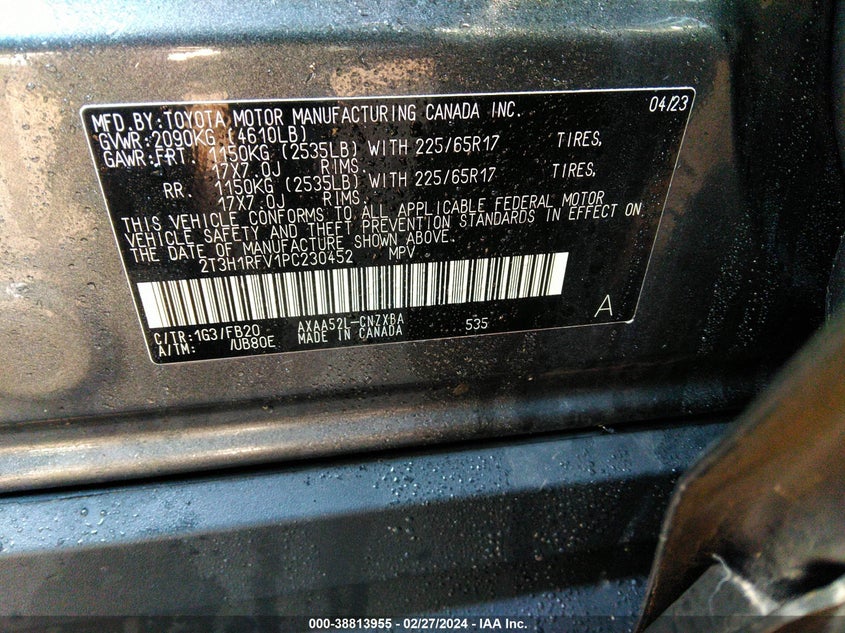 MFD.BY:TOYOTA MOTOR MANUFACTURING CANADA INC. 04/23
GVWR:2090KG (4610LB)
GAWR:FRT. 1150KG (2535LB) WITH 225/65R17 TIRES,
17X7.0J RIMS.
RR. 1150KG (2535LB) WITH 225/65R17 TIRES,
17X7.0J RIMS.
THIS VEHICLE CONFORMS TO ALL APPLICABLE FEDERAL MOTOR
VEHICLE SAFETY AND THEFT PREVENTION STANDARDS IN EFFECT ON
THE DATE OF MANUFACTURE SHOWN ABOVE.
2T3H1RFV1PC230452 MPV
C/TR:1G3/FB20 AXAA52L-CNZXBA 535 A
A/TM: /UB80E MADE IN CANADA
000-38813955 - 02/27/2024 - IAA Inc.